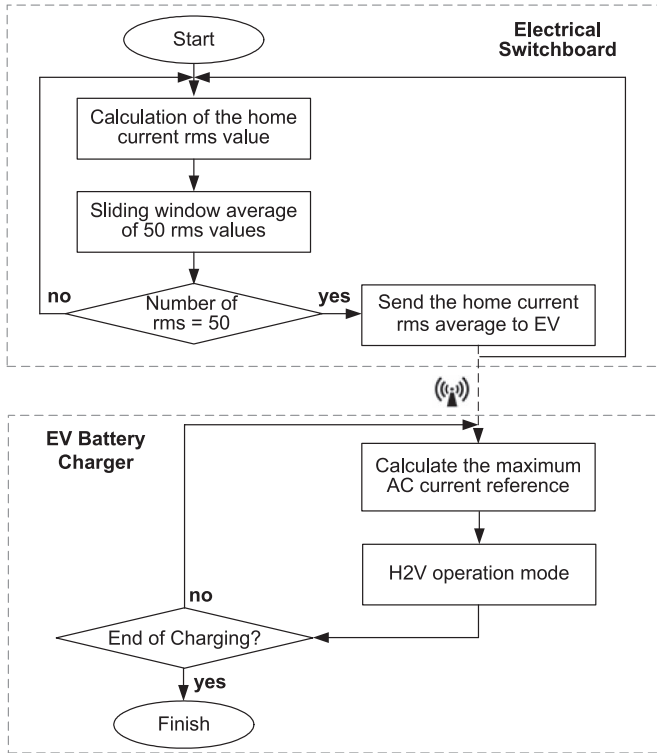 Start
Electrical
Switchboard
Calculation of the home
current rms value
Sliding window average
of 50 rms values
no
Number of
rms = 50
yes
Send the home current
rms average to EV
EV Battery
Charger
Calculate the maximum
AC current reference
H2V operation mode
no
End of Charging?
yes
Finish